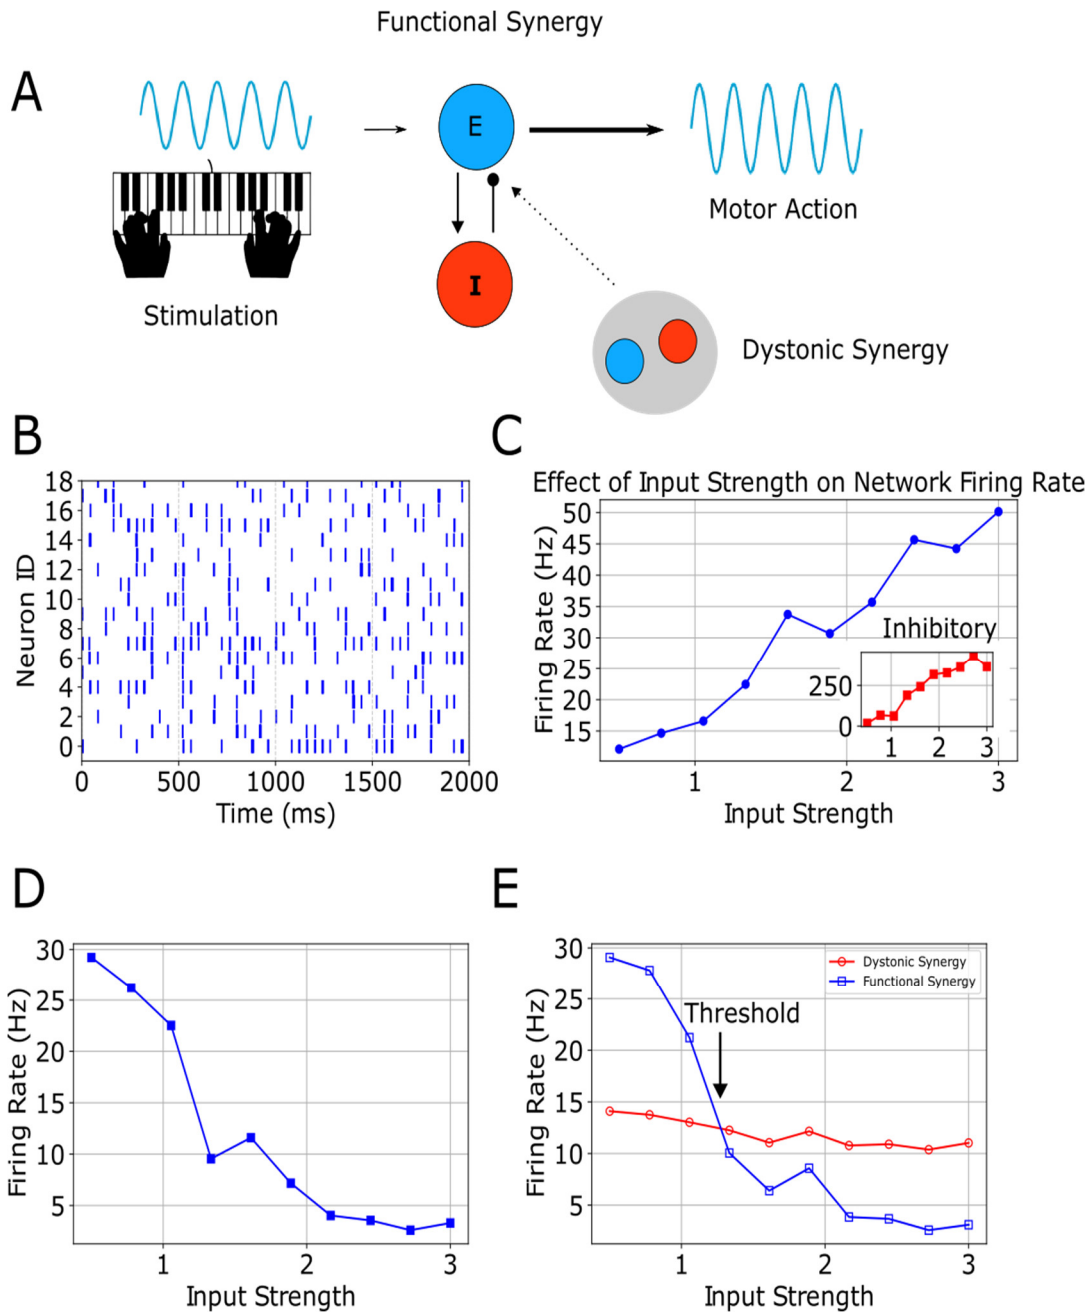 Functional Synergy
A
E
I
Stimulation
Motor Action
Dystonic Synergy
B
Neuron ID
18
16
14
12
10
8
6
4
2
0
0 500 1000 1500 2000
Time (ms)
C
Effect of Input Strength on Network Firing Rate
Firing Rate (Hz)
50
45
40
35
30
25
20
15
Inhibitory
250
0
1 2 3
1 2 3
Input Strength
D
Firing Rate (Hz)
30
25
20
15
10
5
1 2 3
Input Strength
E
Firing Rate (Hz)
30
25
20
15
10
5
Dystonic Synergy
Functional Synergy
Threshold
1 2 3
Input Strength